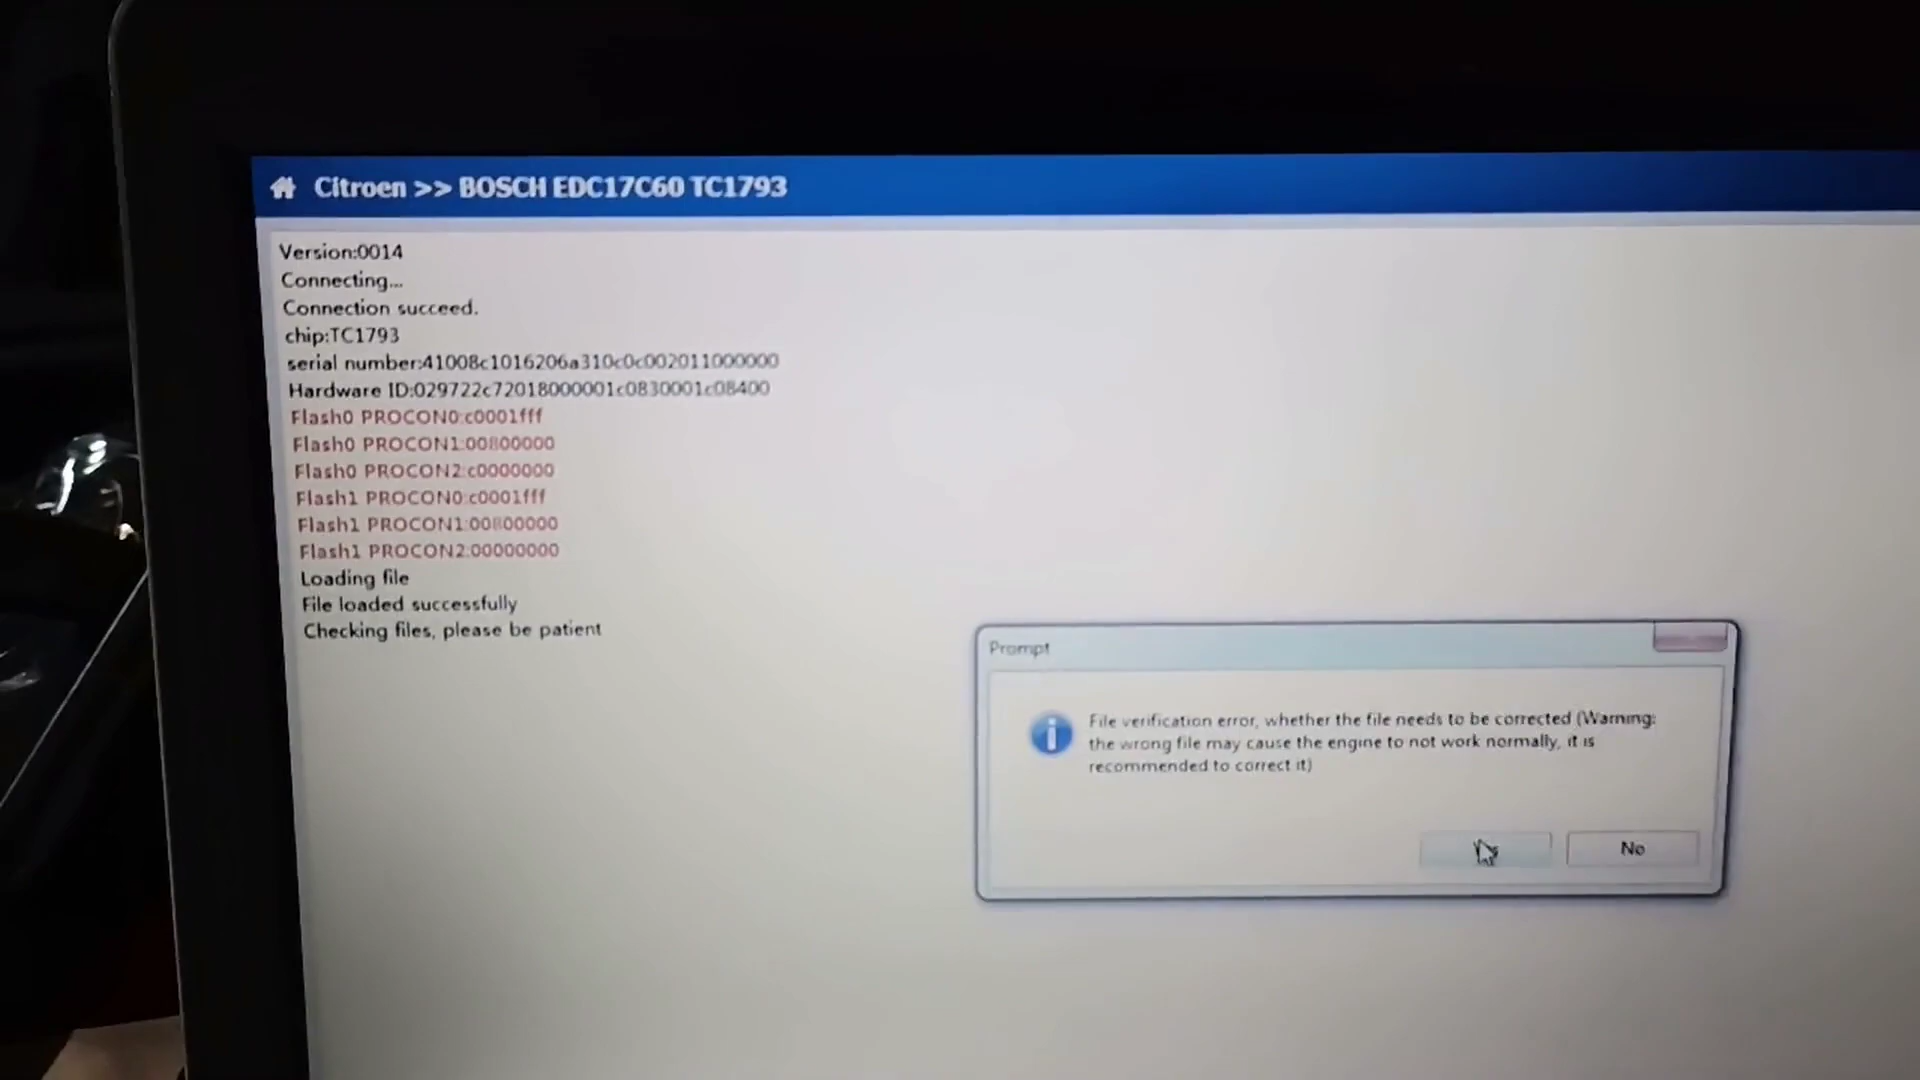 Citroen >> BOSCH EDC17C60 TC1793
Version:0014
Connecting...
Connection succeed.
chip:TC1793
serial number:41008c1016206a310c0c002011000000
Hardware ID:029722c72018000001c0830001c08400
Flash0 PROCON0:c0001fff
Flash0 PROCON1:00800000
Flash0 PROCON2:c0000000
Flash1 PROCON0:c0001fff
Flash1 PROCON1:00800000
Flash1 PROCON2:00000000
Loading file
File loaded successfully
Checking files, please be patient
Prompt
File verification error, whether the file needs to be corrected (Warning:
the wrong file may cause the engine to not work normally, it is
recommended to correct it)
No